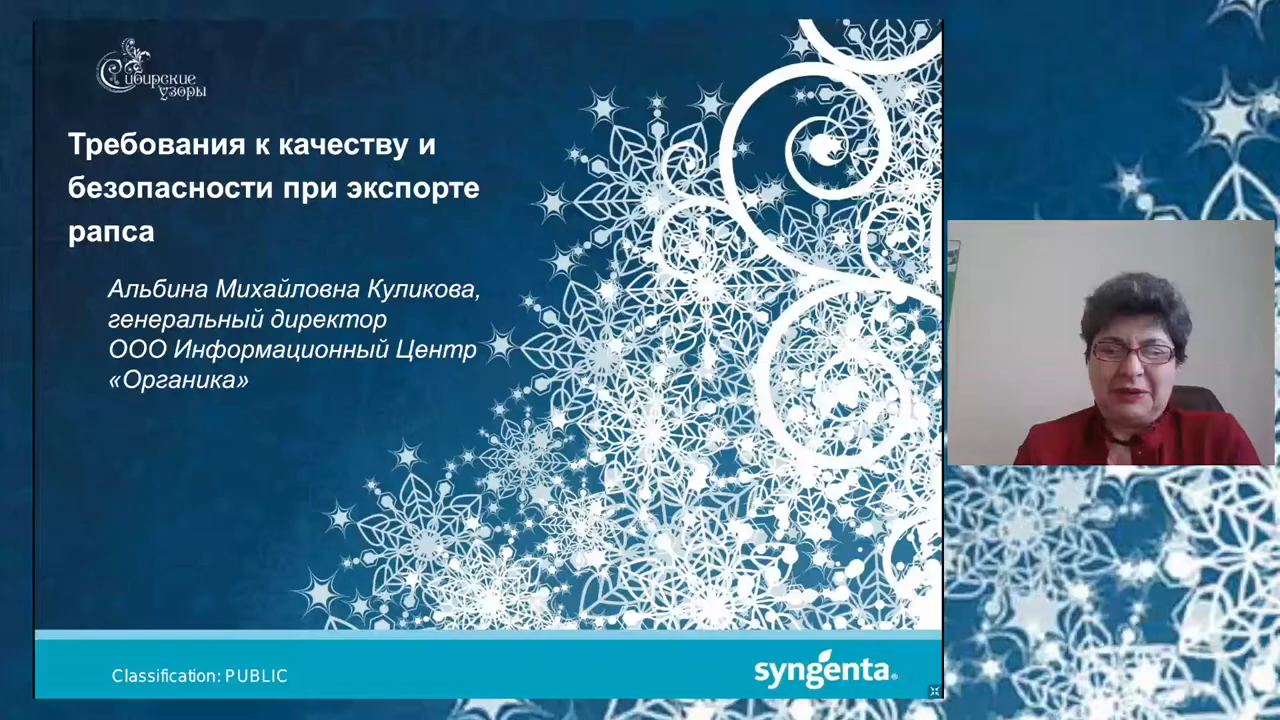 Сибирские
узоры
Требования к качеству и
безопасности при экспорте
рапса
Альбина Михайловна Куликова,
генеральный директор
ООО Информационный Центр
«Органика»
Classification: PUBLIC
syngenta